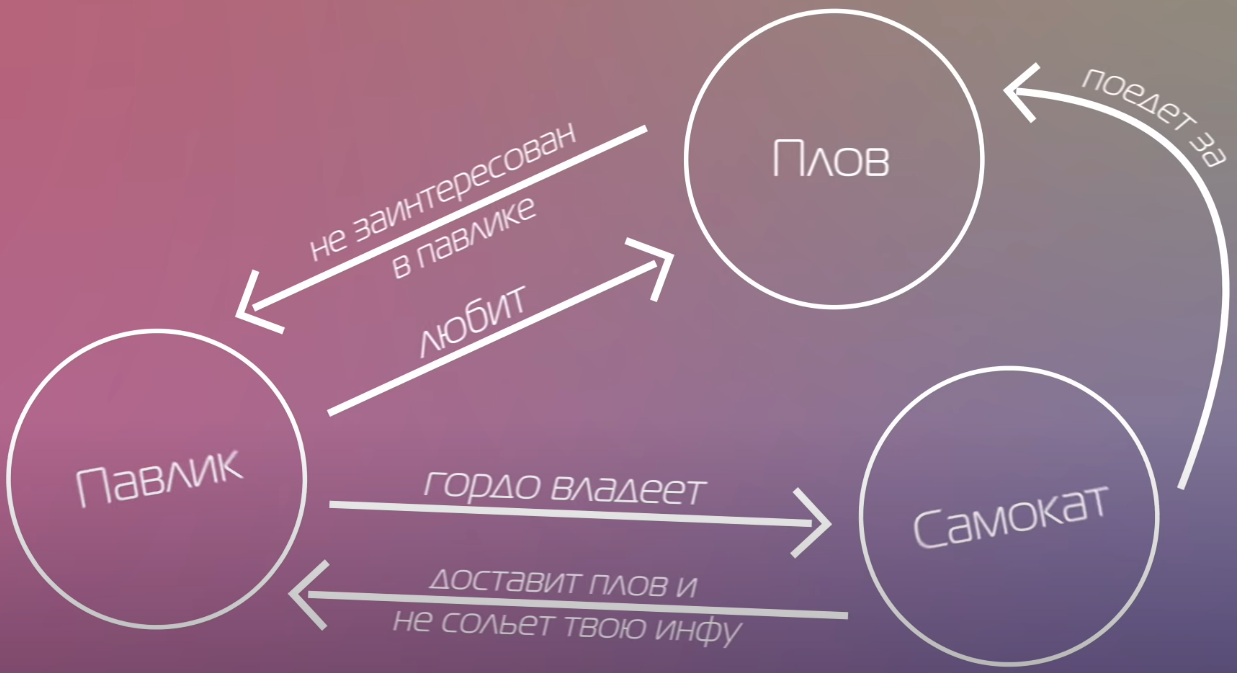 поедет за
Плов
не заинтересован
в Павлике
любит
Павлик
гордо владеет
Самокат
доставит плов и
не сольет твою инфу